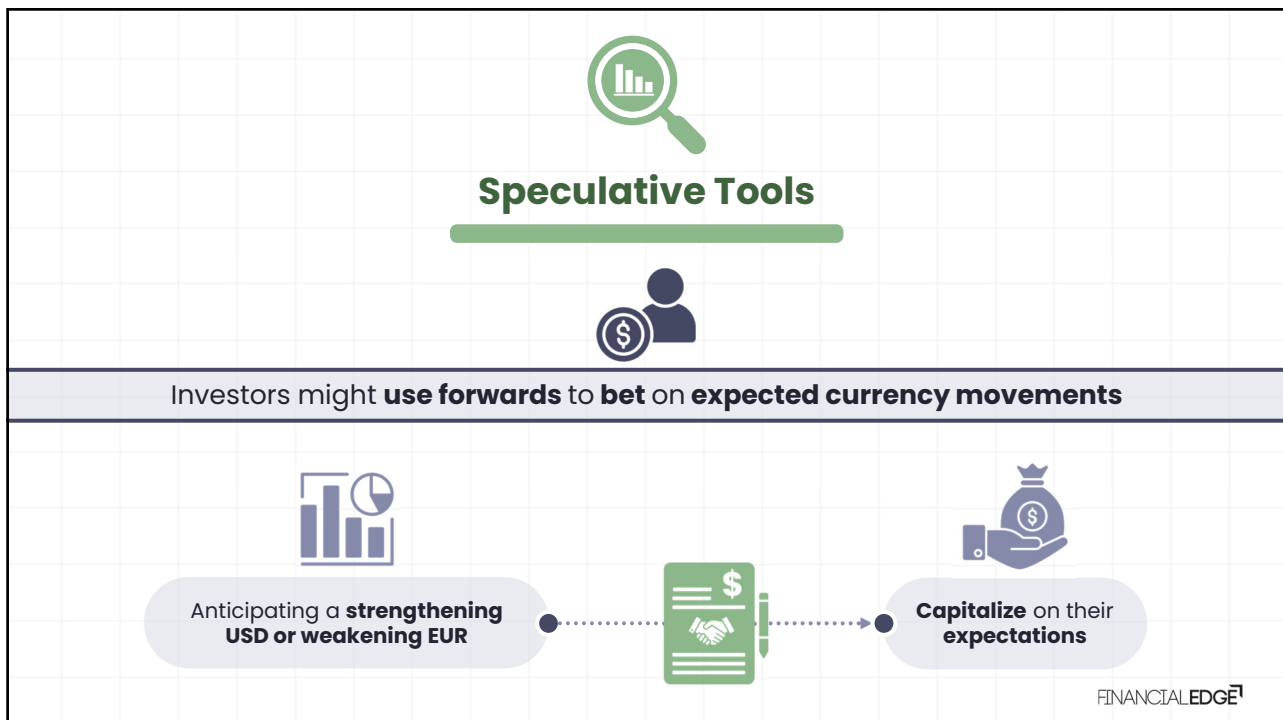 Speculative Tools
$
Investors might use forwards to bet on expected currency movements
$
$
Anticipating a strengthening
USD or weakening EUR
Capitalize on their
expectations
FINANCIALEDGE